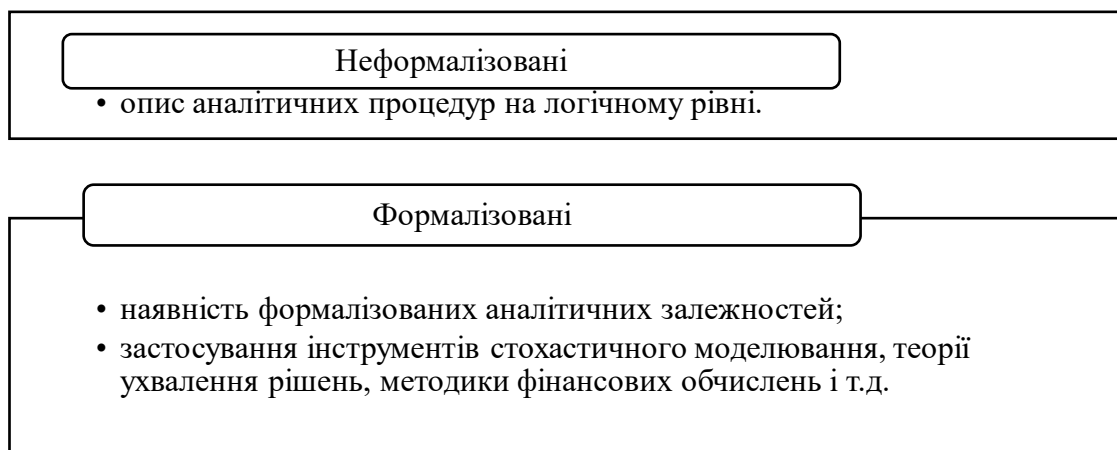 Неформалізовані
• опис аналітичних процедур на логічному рівні.
Формалізовані
• наявність формалізованих аналітичних залежностей;
• застосування інструментів стохастичного моделювання, теорії
ухвалення рішень, методики фінансових обчислень і т.д.